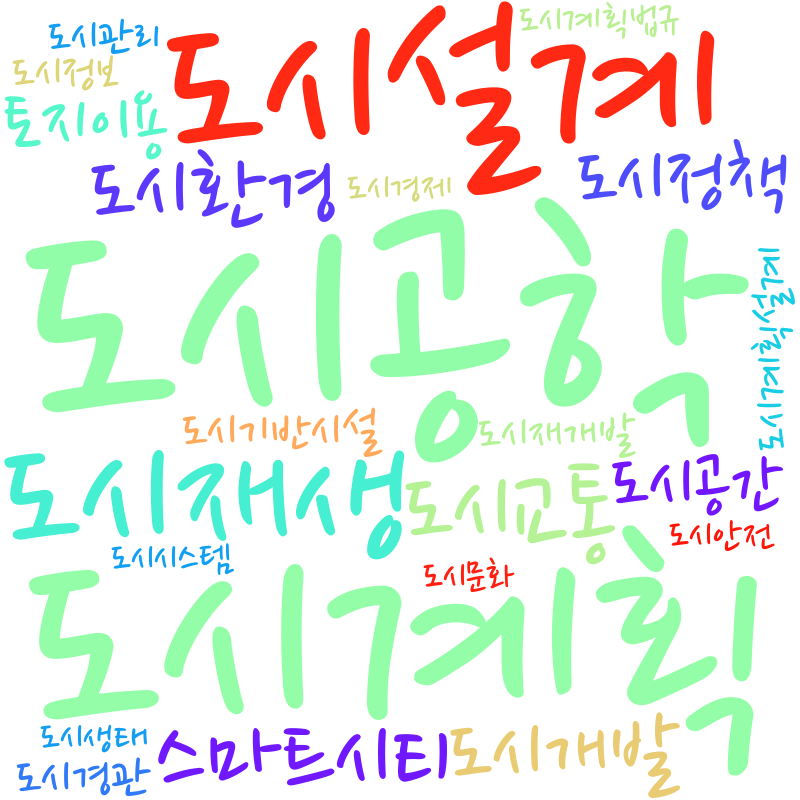 도시관리
도시계획법규
도시설계
도시정보
토지이용
도시환경
도시경제
도시정책
도시공학
도시계획시설
도시기반시설
도시재개발
도시재생
도시교통
도시공간
도시안전
도시시스템
도시문화
도시계획
도시생태
스마트시티
도시개발
도시경관